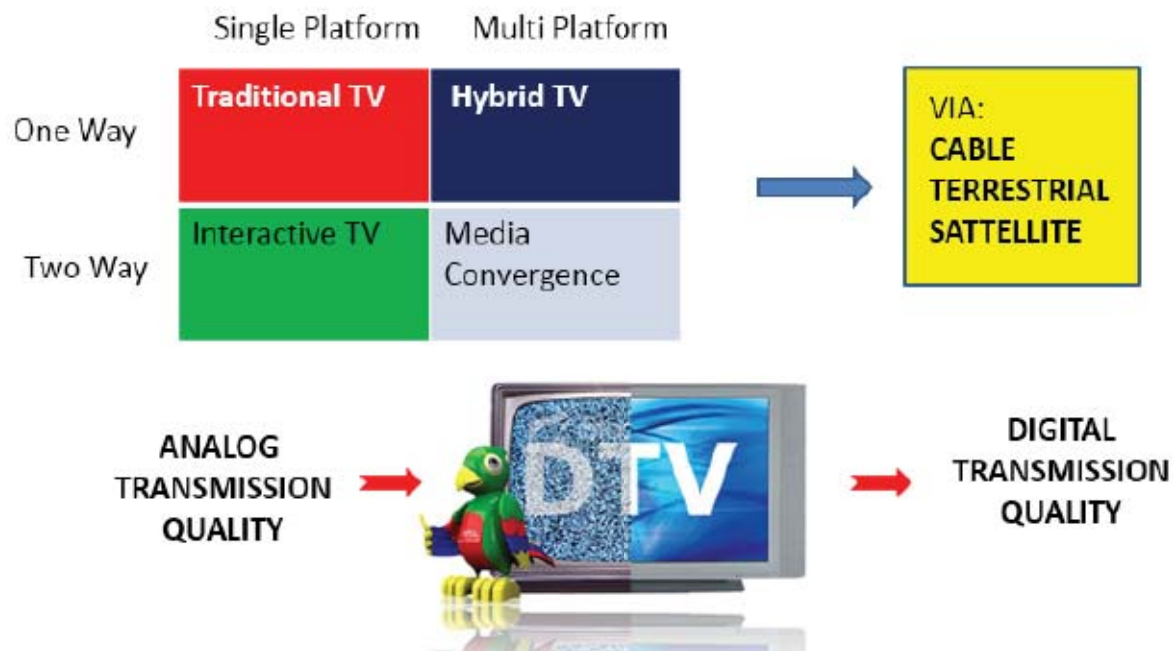 Single Platform
Multi Platform
One Way
Traditional TV
Hybrid TV
Two Way
Interactive TV
Media
Convergence
VIA:
CABLE
TERRESTRIAL
SATTELLITE
ANALOG
TRANSMISSION
QUALITY
DTV
DIGITAL
TRANSMISSION
QUALITY